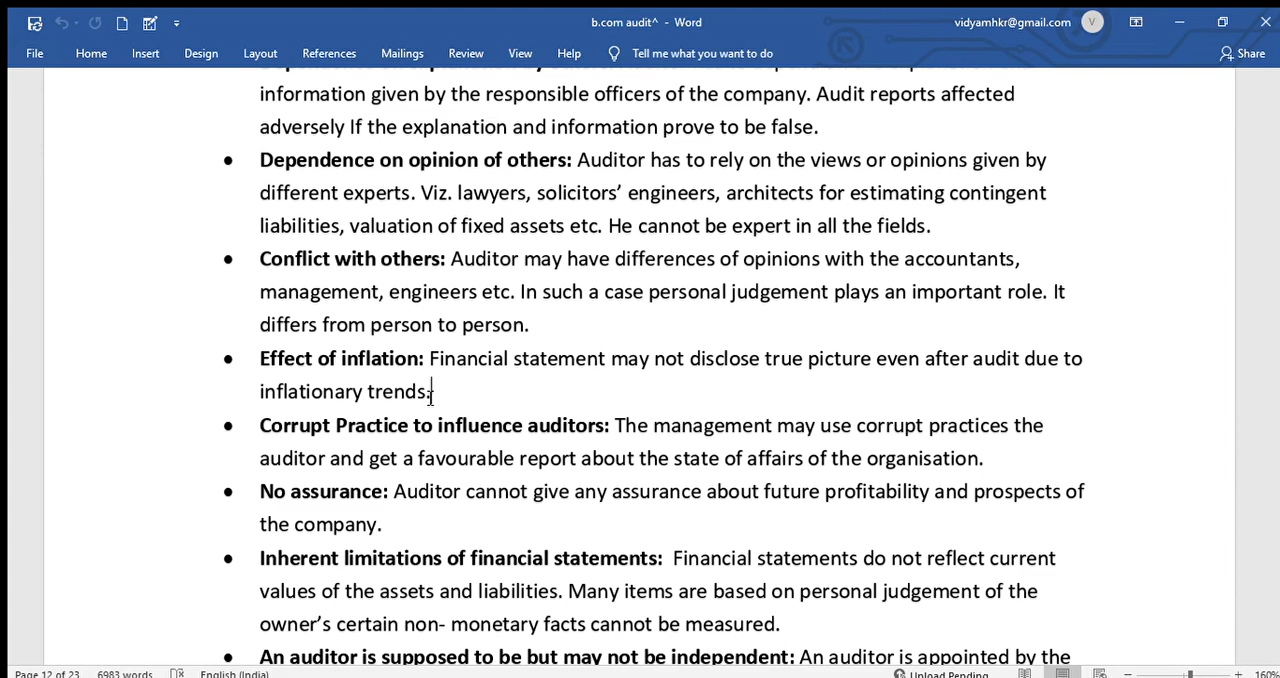 b.com audit^ - Word
vidyamhkr@gmail.com
V
File Home Insert Design Layout References Mailings Review View Help Tell me what you want to do Share
information given by the responsible officers of the company. Audit reports affected
adversely If the explanation and information prove to be false.
• Dependence on opinion of others: Auditor has to rely on the views or opinions given by
different experts. Viz. lawyers, solicitors’ engineers, architects for estimating contingent
liabilities, valuation of fixed assets etc. He cannot be expert in all the fields.
• Conflict with others: Auditor may have differences of opinions with the accountants,
management, engineers etc. In such a case personal judgement plays an important role. It
differs from person to person.
• Effect of inflation: Financial statement may not disclose true picture even after audit due to
inflationary trends.
• Corrupt Practice to influence auditors: The management may use corrupt practices the
auditor and get a favourable report about the state of affairs of the organisation.
• No assurance: Auditor cannot give any assurance about future profitability and prospects of
the company.
• Inherent limitations of financial statements:  Financial statements do not reflect current
values of the assets and liabilities. Many items are based on personal judgement of the
owner’s certain non- monetary facts cannot be measured.
• An auditor is supposed to be but may not be independent: An auditor is appointed by the
Page 12 of 23 6983 words English (India) Upload Pending 160%